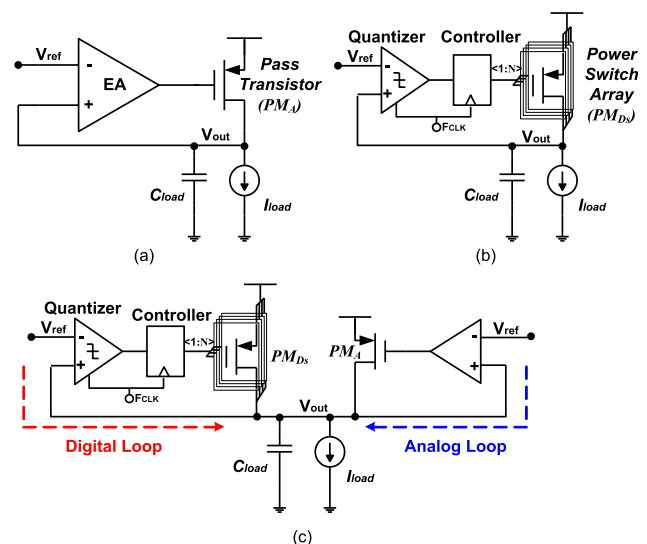 Vref
-
EA
+
Pass
Transistor
(PMA)
Vout
Cload
Iload
(a)
Quantizer Controller
Vref
-
+
<1:N>
FCLK
Power
Switch
Array
(PMDs)
Vout
Cload
Iload
(b)
Quantizer Controller
Vref
-
+
<1:N>
FCLK
PMDs
PMA
-
+
Vref
Vout
Digital Loop
Analog Loop
Cload
Iload
(c)